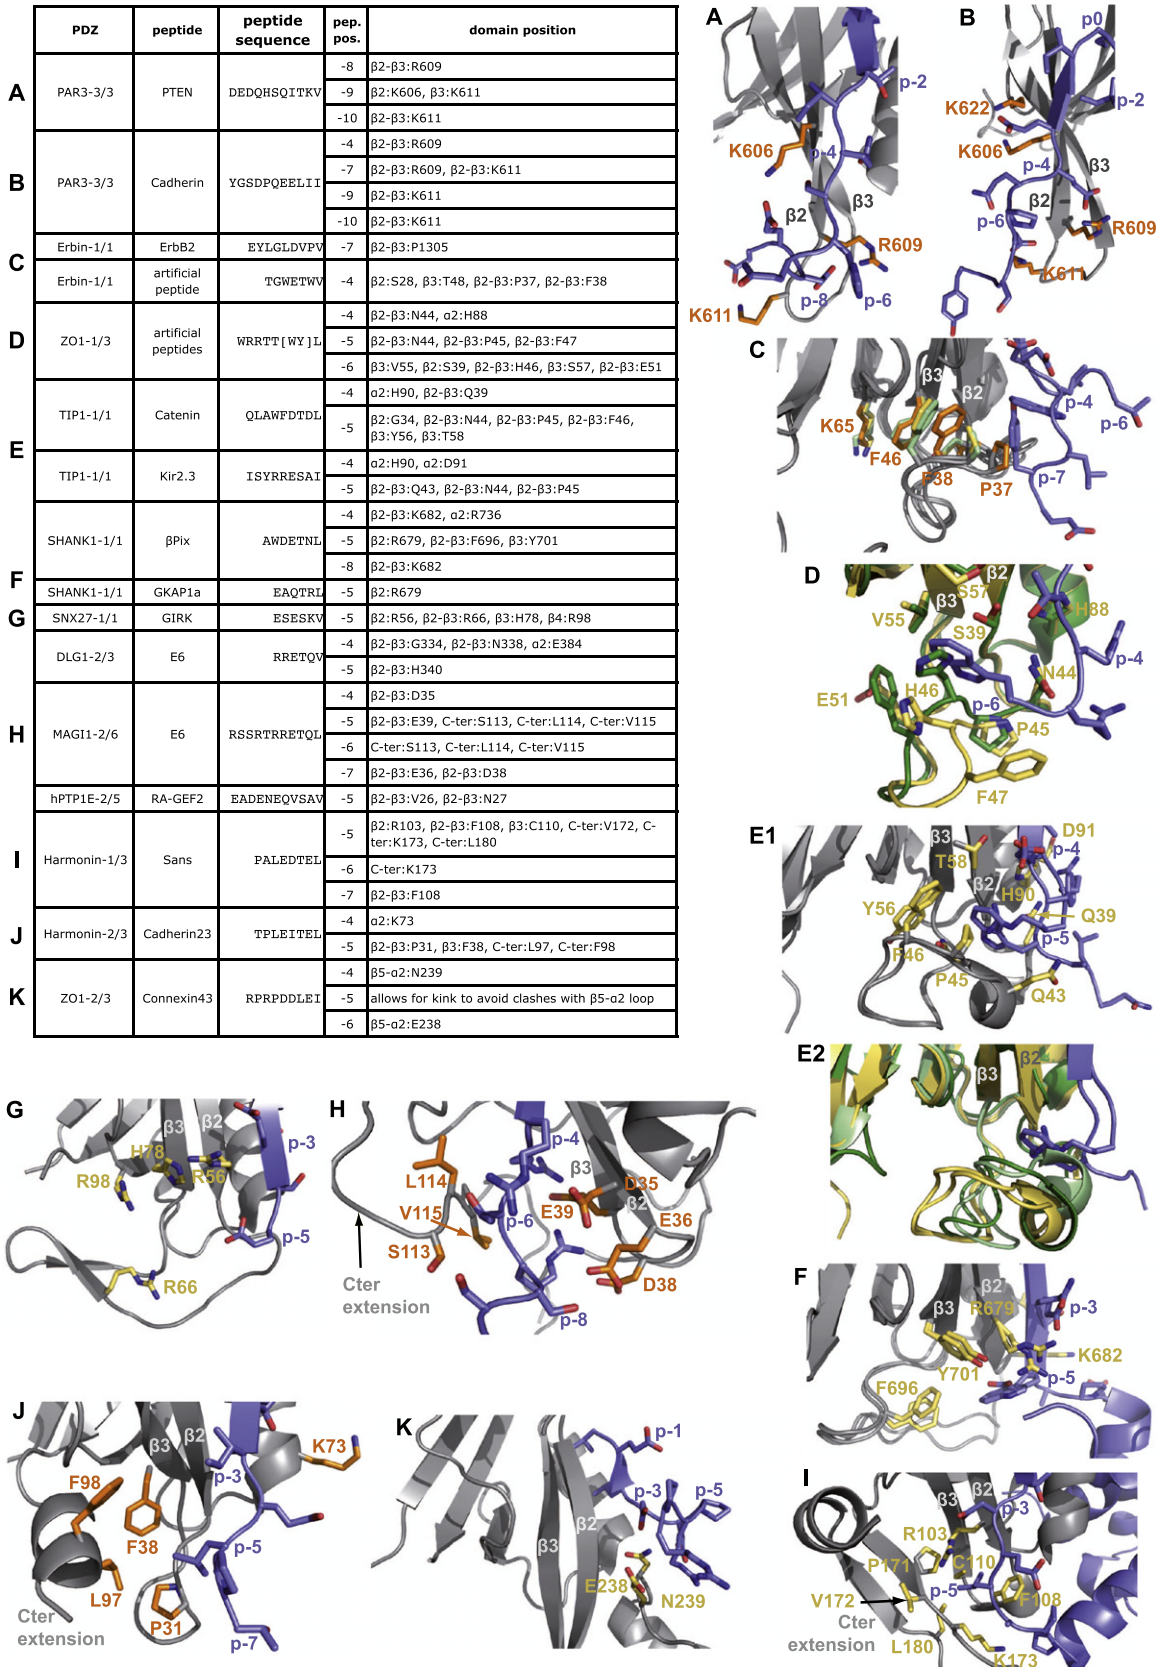 PDZ peptide peptide sequence pep. pos. domain position
A PAR3-3/3 PTEN DEDQHSQITKV -8 β2-β3:R609
-9 β2:K606, β3:K611
-10 β2-β3:K611
B PAR3-3/3 Cadherin YGSDPQEELII -4 β2-β3:R609
-7 β2-β3:R609, β2-β3:K611
-9 β2-β3:K611
-10 β2-β3:K611
C Erbin-1/1 ErbB2 EYLGLDVPV -7 β2-β3:P1305
Erbin-1/1 artificial peptide TGWETWV -4 β2:S28, β3:T48, β2-β3:P37, β2-β3:F38
D ZO1-1/3 artificial peptides WRRTT[WY]L -4 β2-β3:N44, α2:H88
-5 β2-β3:N44, β2-β3:P45, β2-β3:F47
-6 β3:V55, β2:S39, β2-β3:H46, β3:S57, β2-β3:E51
E TIP1-1/1 Catenin QLAWFDTDL -4 α2:H90, β2-β3:Q39
-5 β2:G34, β2-β3:N44, β2-β3:P45, β2-β3:F46,
β3:Y56, β3:T58
TIP1-1/1 Kir2.3 ISYRRESAI -4 α2:H90, α2:D91
-5 β2-β3:Q43, β2-β3:N44, β2-β3:P45
F SHANK1-1/1 βPix AWDETNL -4 β2-β3:K682, α2:R736
-5 β2:R679, β2-β3:F696, β3:Y701
-8 β2-β3:K682
SHANK1-1/1 GKAP1a EAQTRL -5 β2:R679
G SNX27-1/1 GIRK ESESKV -5 β2:R56, β2-β3:R66, β3:H78, β4:R98
H DLG1-2/3 E6 RRETQV -4 β2-β3:G334, β2-β3:N338, α2:E384
-5 β2-β3:H340
MAGI1-2/6 E6 RSSRTRRETQL -4 β2-β3:D35
-5 β2-β3:E39, C-ter:S113, C-ter:L114, C-ter:V115
-6 C-ter:S113, C-ter:L114, C-ter:V115
-7 β2-β3:E36, β2-β3:D38
hPTP1E-2/5 RA-GEF2 EADENEQVSAV -5 β2-β3:V26, β2-β3:N27
I Harmonin-1/3 Sans PALEDTEL -5 β2:R103, β2-β3:F108, β3:C110, C-ter:V172, C-
ter:K173, C-ter:L180
-6 C-ter:K173
-7 β2-β3:F108
J Harmonin-2/3 Cadherin23 TPLEITEL -4 α2:K73
-5 β2-β3:P31, β3:F38, C-ter:L97, C-ter:F98
K ZO1-2/3 Connexin43 RPRPDDLEI -4 β5-α2:N239
-5 allows for kink to avoid clashes with β5-α2 loop
-6 β5-α2:E238
A
p-2
K606
p-4
β2
β3
R609
p-8
p-6
K611
B
p0
p-2
K622
K606
p-4
β3
β2
p-6
R609
K611
C
β3
β2
p-4
K65
p-6
F46
F38
p-7
P37
D
β2
S57
β3
V55
S39
H88
p-4
N44
H46
E51
p-6
P45
F47
E1
β3
D91
T58
p-4
β2
H90
Y56
Q39
F46
p-5
P45
Q43
E2
β2
β3
F
β2
R679
p-3
β3
Y701
K682
p-5
F696
G
β3
β2
p-3
H78
R98
R56
p-5
R66
H
p-4
β3
L114
D35
β2
V115
E39
p-6
E36
S113
Cter
extension
D38
p-8
J
β3
β2
K73
p-3
F98
F38
p-5
L97
Cter
extension
P31
p-7
K
p-1
p-3
p-5
β2
β3
E238
N239
I
β2
β3
p-3
R103
P171
C110
p-5
V172
F108
Cter
extension
L180
K173